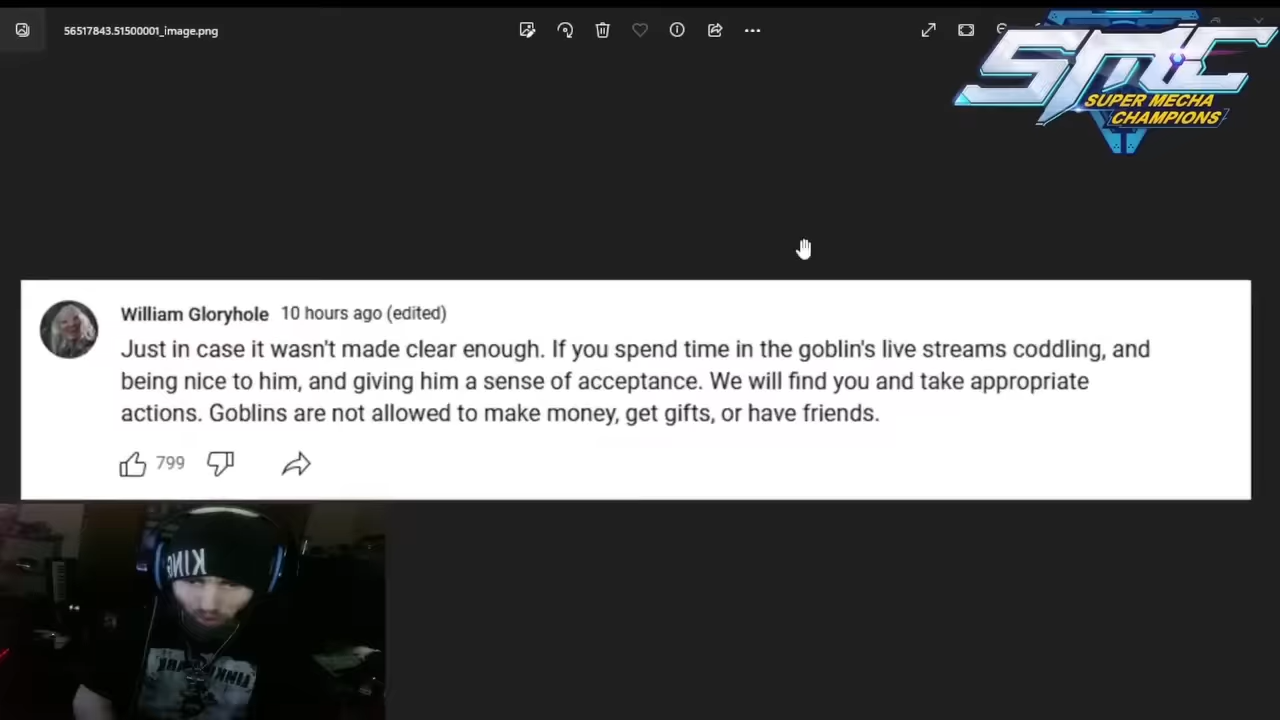 56517843.51500001_image.png
SMC
SUPER MECHA
CHAMPIONS
William Gloryhole 10 hours ago (edited)
Just in case it wasn't made clear enough. If you spend time in the goblin's live streams coddling, and
being nice to him, and giving him a sense of acceptance. We will find you and take appropriate
actions. Goblins are not allowed to make money, get gifts, or have friends.
799
KING
LINKIN PARK